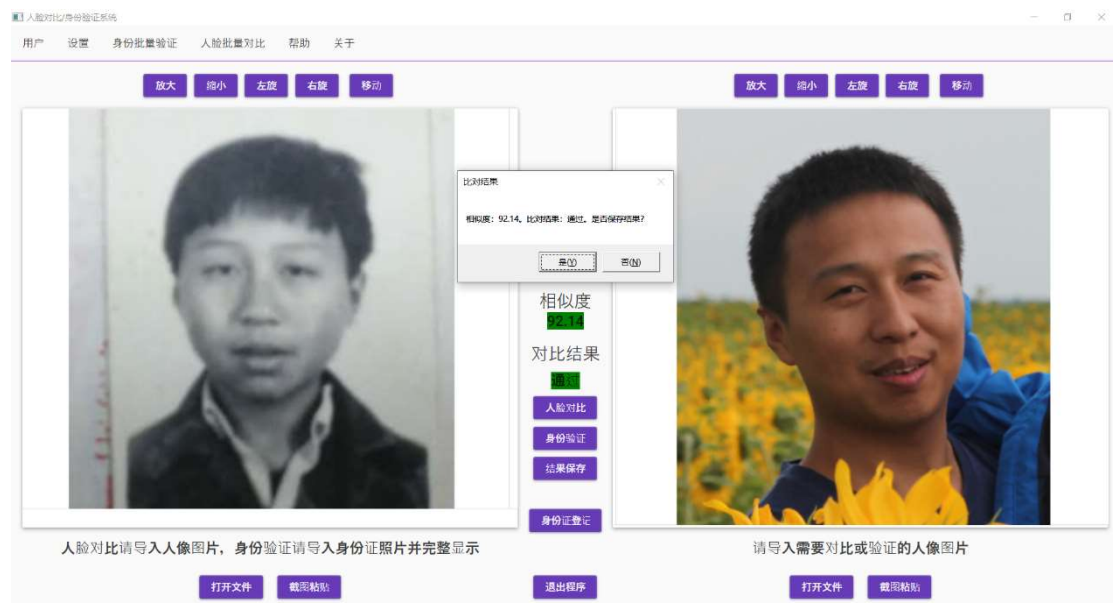 人脸对比/身份验证系统
用户 设置 身份批量验证 人脸批量对比 帮助 关于
放大 缩小 左旋 右旋 移动
放大 缩小 左旋 右旋 移动
比对结果
相似度：92.14。比对结果：通过。是否保存结果?
是(Y) 否(N)
相似度
92.14
对比结果
通过
人脸对比
身份验证
结果保存
身份证登记
人脸对比请导入人像图片，身份验证请导入身份证照片并完整显示
请导入需要对比或验证的人像图片
打开文件 截图粘贴
退出程序
打开文件 截图粘贴